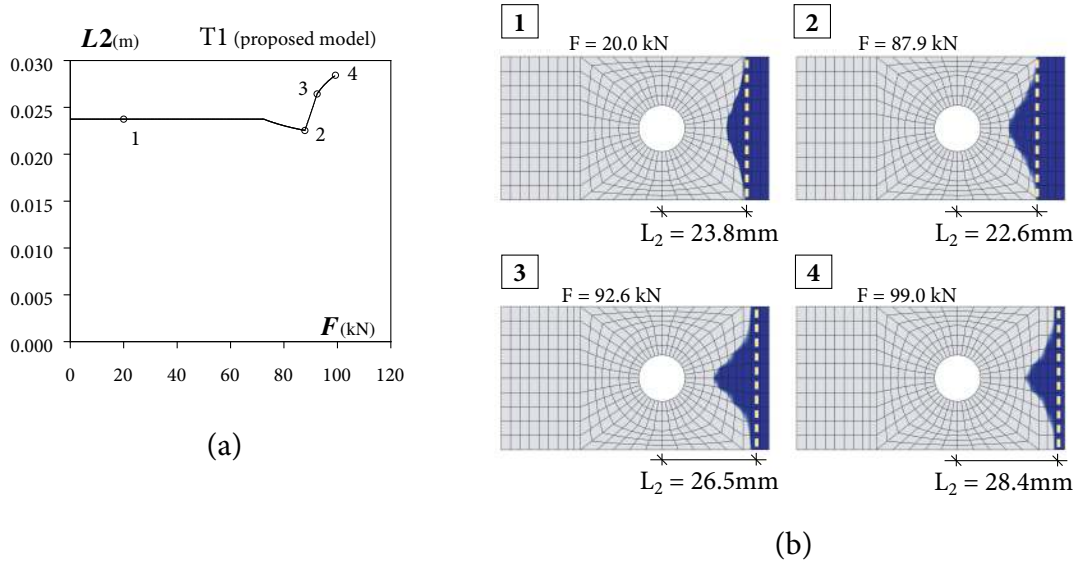 L2(m)
T1 (proposed model)
0.030
0.025
0.020
0.015
0.010
0.005
0.000
1
2
3
4
F(kN)
0 20 40 60 80 100 120
(a)
1
F = 20.0 kN
L2 = 23.8mm
2
F = 87.9 kN
L2 = 22.6mm
3
F = 92.6 kN
L2 = 26.5mm
4
F = 99.0 kN
L2 = 28.4mm
(b)